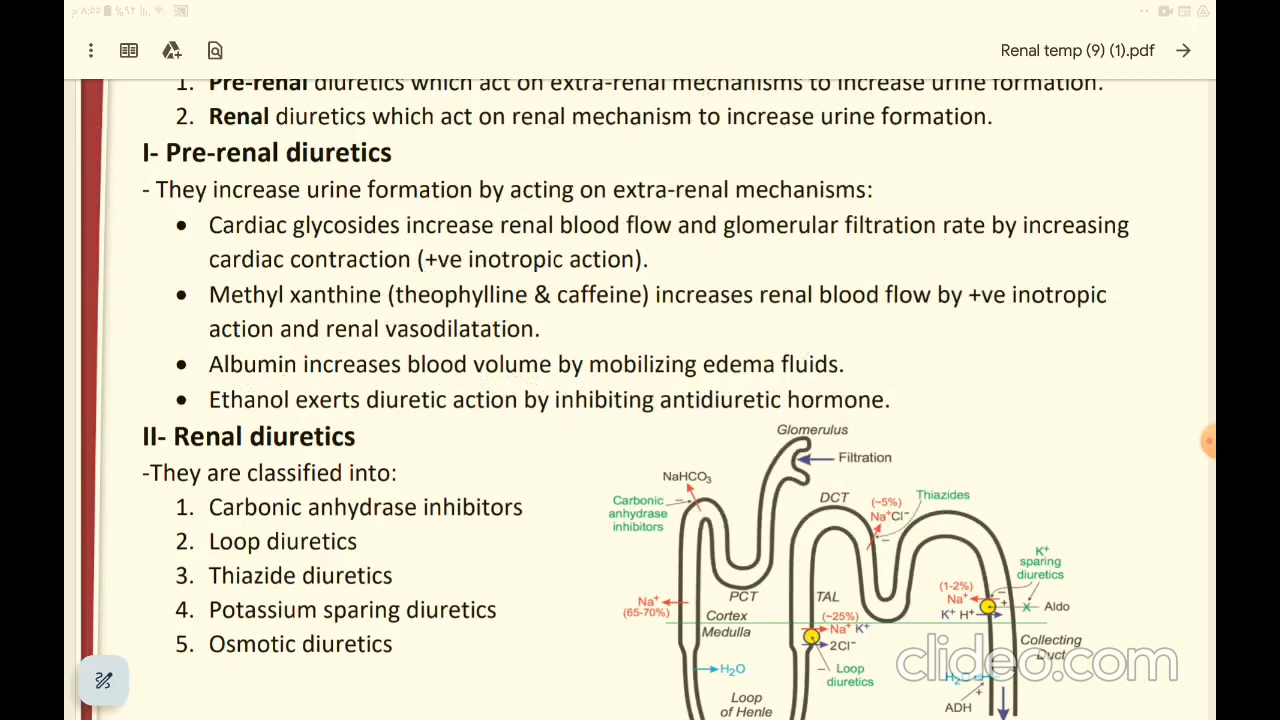 م ٨:٥٥ ٪٩٢
Renal temp (9) (1).pdf
1. Pre-renal diuretics which act on extra-renal mechanisms to increase urine formation.
2. Renal diuretics which act on renal mechanism to increase urine formation.
I- Pre-renal diuretics
- They increase urine formation by acting on extra-renal mechanisms:
• Cardiac glycosides increase renal blood flow and glomerular filtration rate by increasing
cardiac contraction (+ve inotropic action).
• Methyl xanthine (theophylline & caffeine) increases renal blood flow by +ve inotropic
action and renal vasodilatation.
• Albumin increases blood volume by mobilizing edema fluids.
• Ethanol exerts diuretic action by inhibiting antidiuretic hormone.
II- Renal diuretics
-They are classified into:
1. Carbonic anhydrase inhibitors
2. Loop diuretics
3. Thiazide diuretics
4. Potassium sparing diuretics
5. Osmotic diuretics
Glomerulus
Filtration
NaHCO₃
Carbonic
anhydrase
inhibitors
−
DCT
(~5%)
Na⁺Cl⁻
−
Thiazides
K⁺
sparing
diuretics
Na⁺
(65-70%)
PCT
Cortex
Medulla
TAL
(~25%)
Na⁺ K⁺
2Cl⁻
−
Loop
diuretics
(1-2%)
Na⁺
K⁺ H⁺
−
+
X
Aldo
Collecting
Duct
H₂O
Loop
of Henle
H₂O
+
ADH
clideo.com